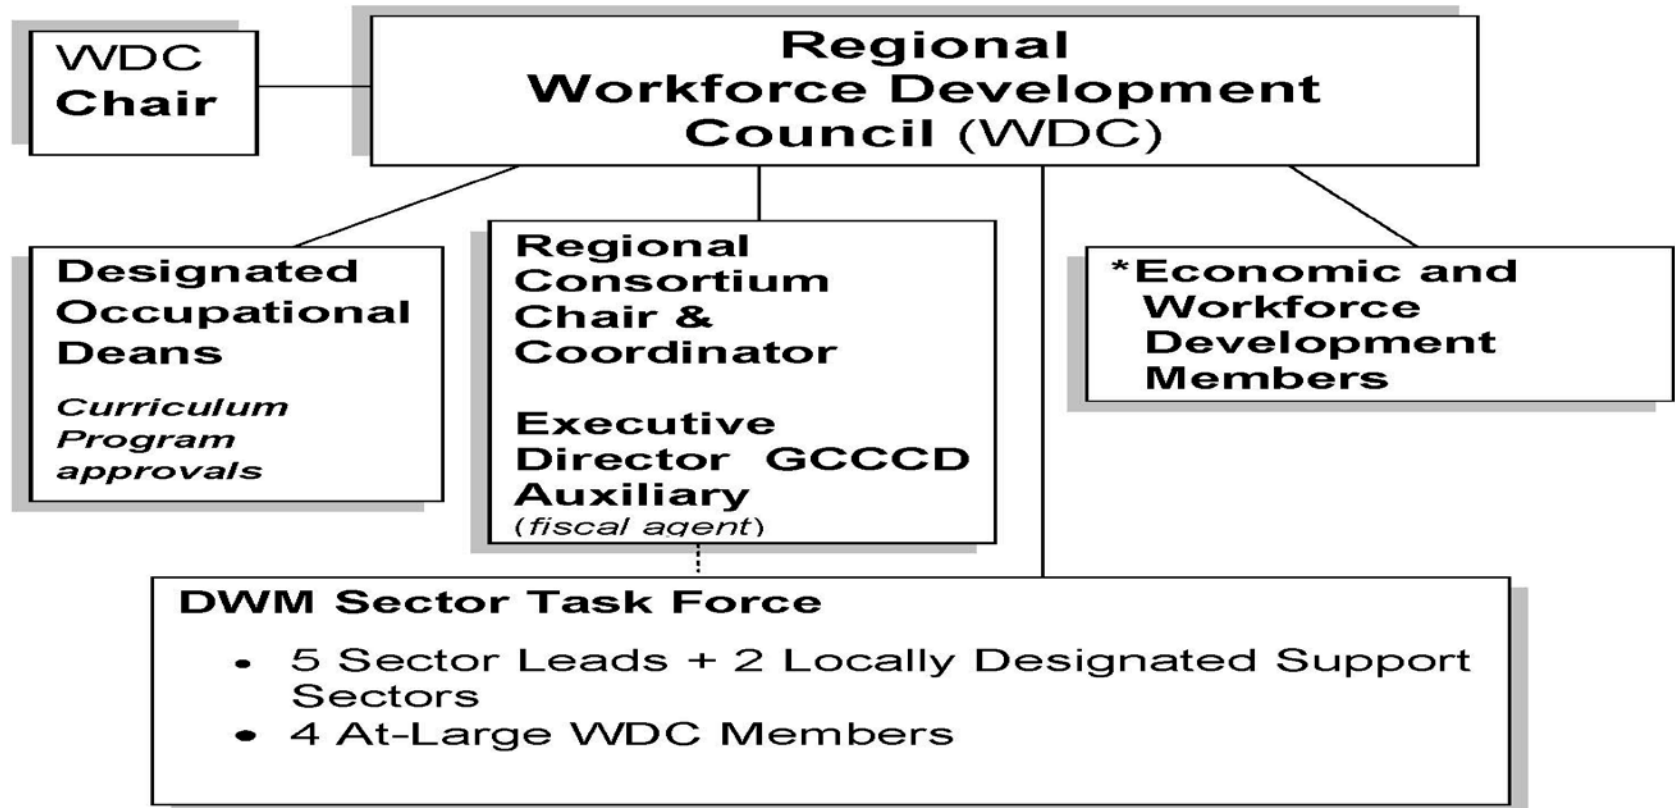 WDC
Chair
Regional
Workforce Development
Council (WDC)
Designated
Occupational
Deans
Curriculum
Program
approvals
Regional
Consortium
Chair &
Coordinator
Executive
Director GCCCD
Auxiliary
(fiscal agent)
*Economic and
Workforce
Development
Members
DWM Sector Task Force
• 5 Sector Leads + 2 Locally Designated Support
Sectors
• 4 At-Large WDC Members